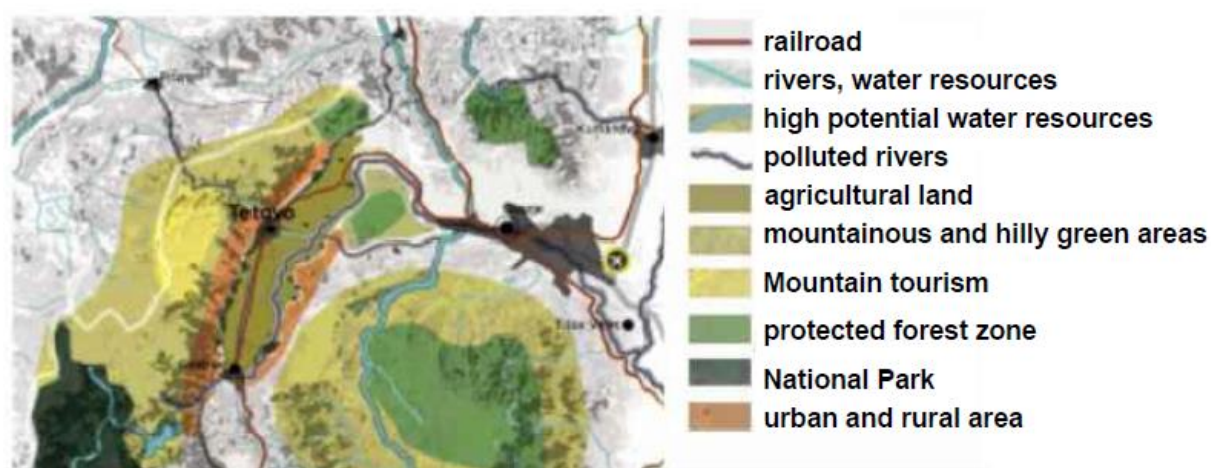 Tetovo
railroad
rivers, water resources
high potential water resources
polluted rivers
agricultural land
mountainous and hilly green areas
Mountain tourism
protected forest zone
National Park
urban and rural area